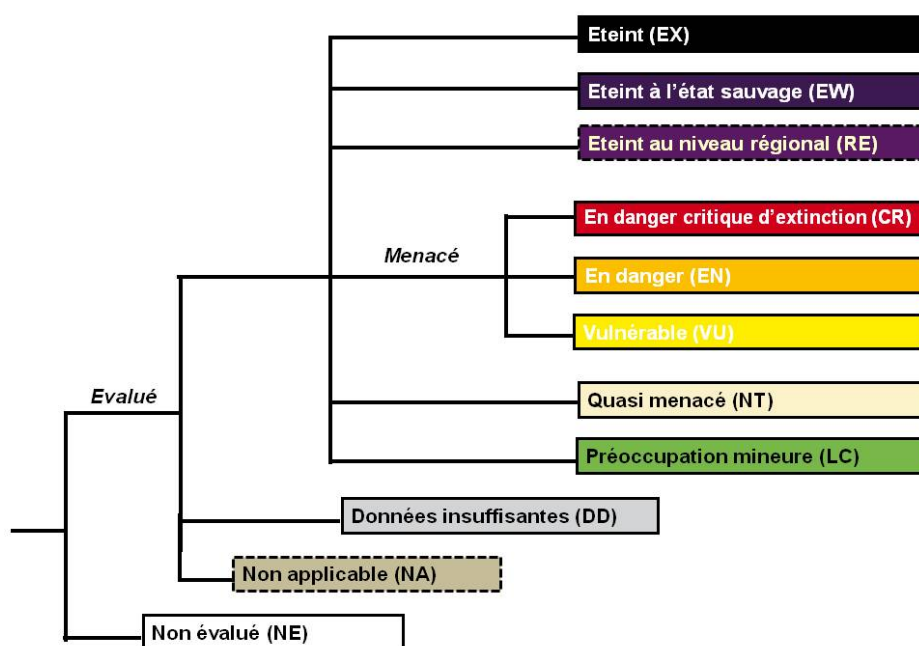 Eteint (EX)
Eteint à l'état sauvage (EW)
Eteint au niveau régional (RE)
En danger critique d'extinction (CR)
Menacé
En danger (EN)
Vulnérable (VU)
Evalué
Quasi menacé (NT)
Préoccupation mineure (LC)
Données insuffisantes (DD)
Non applicable (NA)
Non évalué (NE)